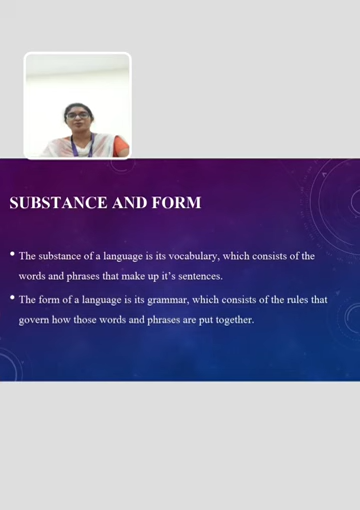 SUBSTANCE AND FORM
• The substance of a language is its vocabulary, which consists of the
words and phrases that make up it's sentences.
• The form of a language is its grammar, which consists of the rules that
govern how those words and phrases are put together.